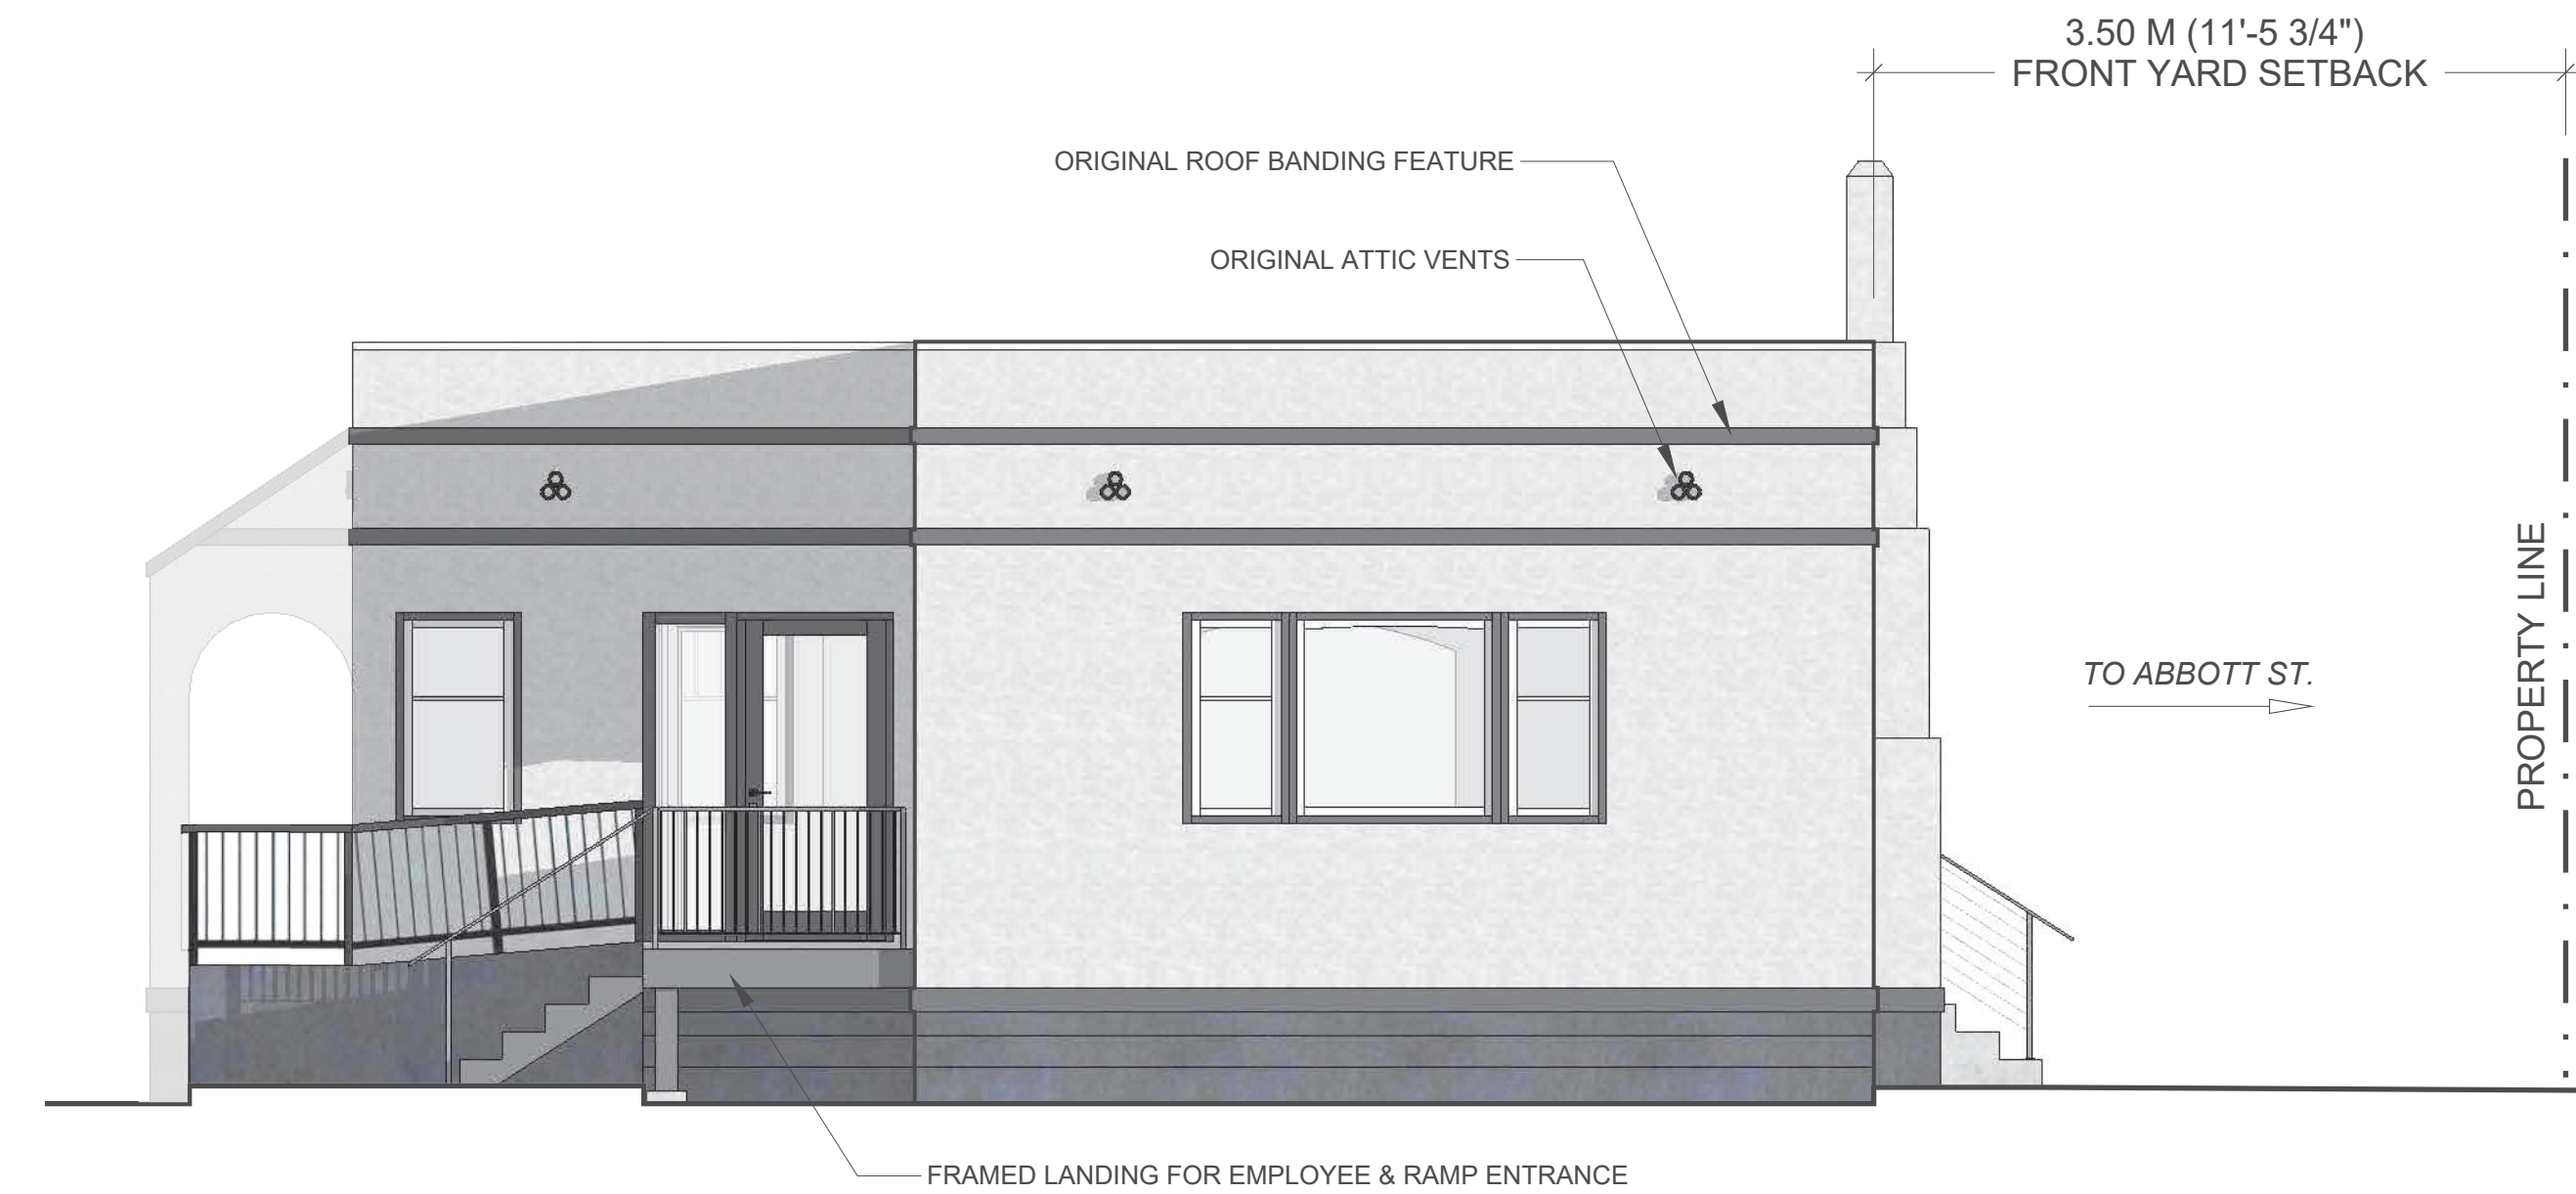 3.50 M (11'-5 3/4")
FRONT YARD SETBACK
ORIGINAL ROOF BANDING FEATURE
ORIGINAL ATTIC VENTS
TO ABBOTT ST.
PROPERTY LINE
FRAMED LANDING FOR EMPLOYEE & RAMP ENTRANCE